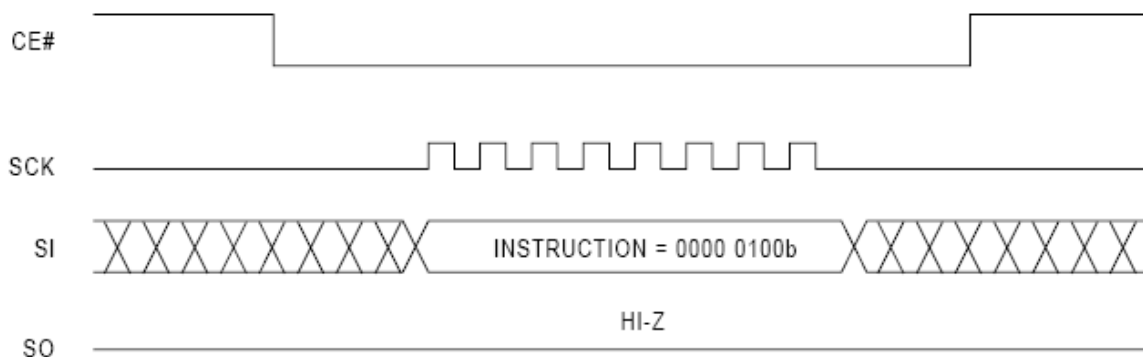 CE#
SCK
SI
INSTRUCTION = 0000 0100b
HI-Z
SO